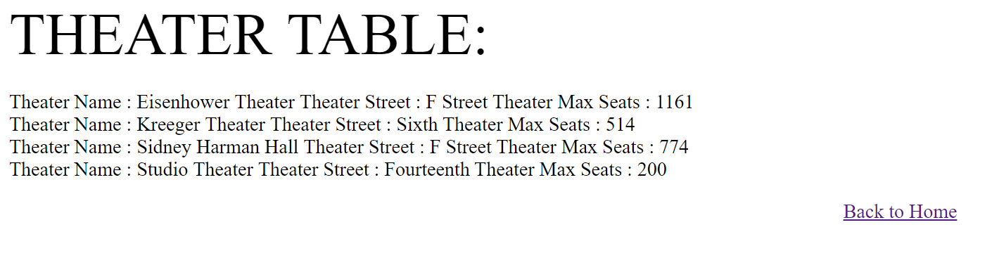 THEATER TABLE:
Theater Name : Eisenhower Theater Theater Street : F Street Theater Max Seats : 1161
Theater Name : Kreeger Theater Theater Street : Sixth Theater Max Seats : 514
Theater Name : Sidney Harman Hall Theater Street : F Street Theater Max Seats : 774
Theater Name : Studio Theater Theater Street : Fourteenth Theater Max Seats : 200
Back to Home